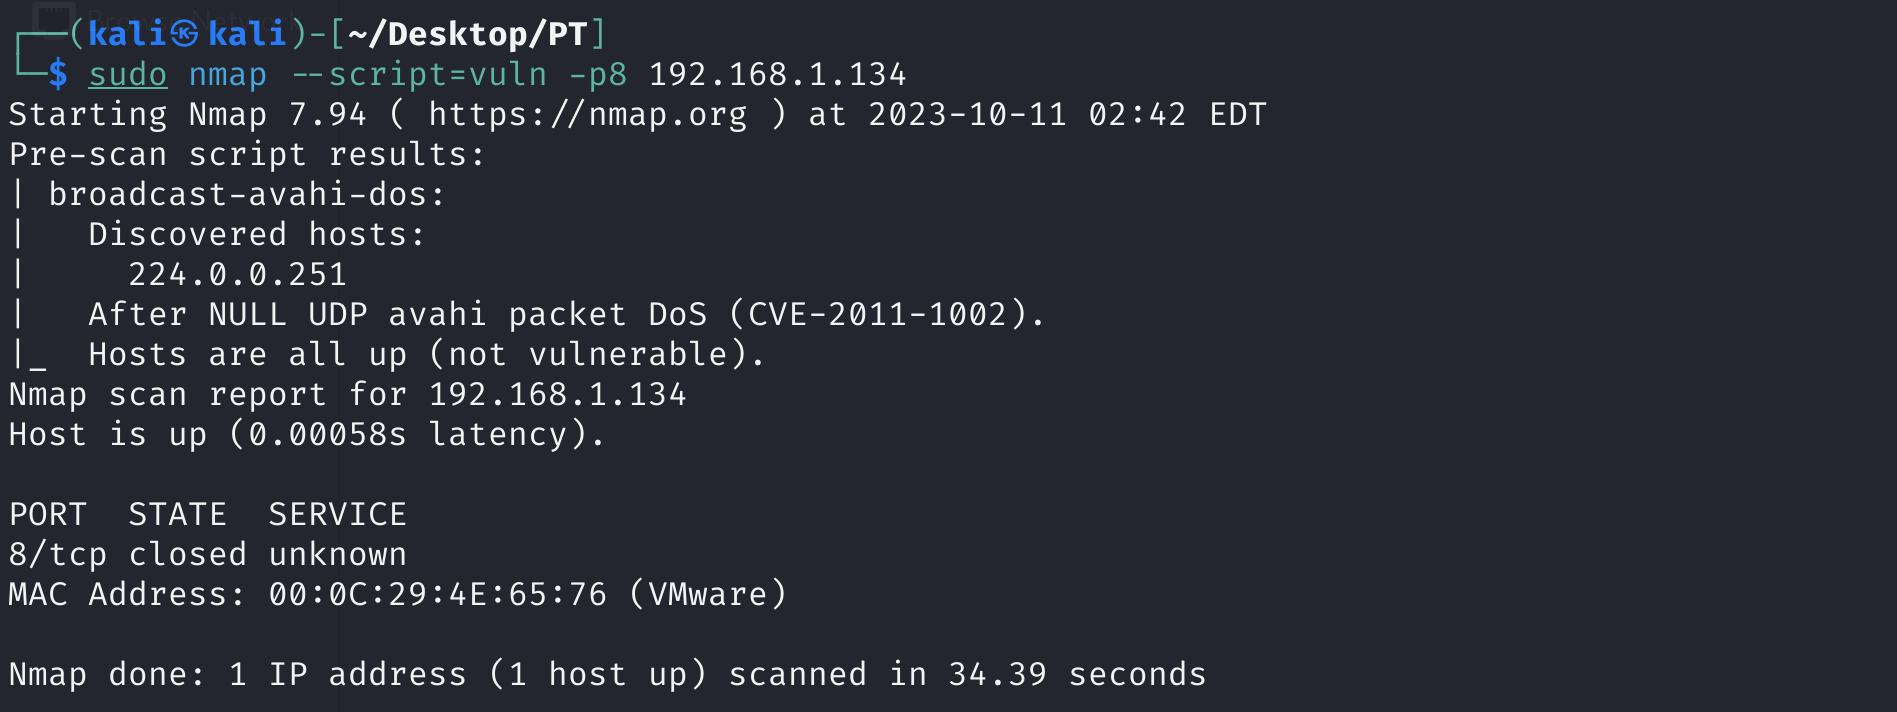 Browse Network
┌──(kali㉿kali)-[~/Desktop/PT]
└─$ sudo nmap --script=vuln -p8 192.168.1.134
Starting Nmap 7.94 ( https://nmap.org ) at 2023-10-11 02:42 EDT
Pre-scan script results:
| broadcast-avahi-dos:
|   Discovered hosts:
|     224.0.0.251
|   After NULL UDP avahi packet DoS (CVE-2011-1002).
|_  Hosts are all up (not vulnerable).
Nmap scan report for 192.168.1.134
Host is up (0.00058s latency).

PORT  STATE  SERVICE
8/tcp closed unknown
MAC Address: 00:0C:29:4E:65:76 (VMware)

Nmap done: 1 IP address (1 host up) scanned in 34.39 seconds